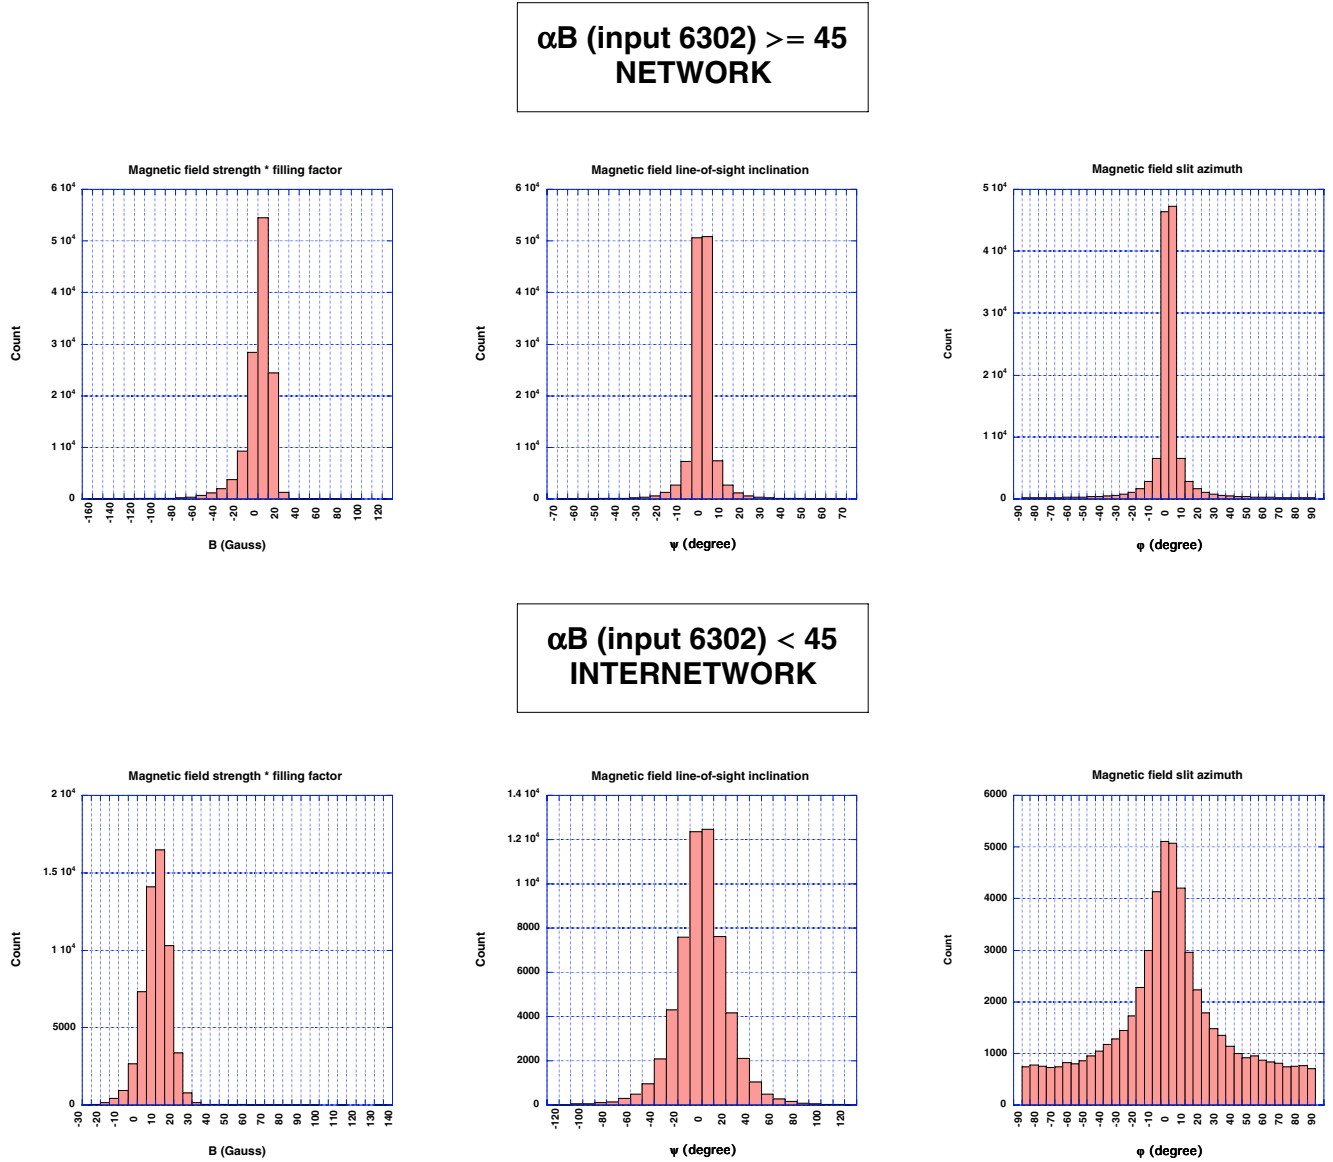 αB (input 6302) >= 45
NETWORK
Magnetic field strength * filling factor
6 10⁴
5 10⁴
4 10⁴
3 10⁴
2 10⁴
1 10⁴
0
Count
-160 -140 -120 -100 -80 -60 -40 -20 0 20 40 60 80 100 120
B (Gauss)
Magnetic field line-of-sight inclination
6 10⁴
5 10⁴
4 10⁴
3 10⁴
2 10⁴
1 10⁴
0
Count
-70 -60 -50 -40 -30 -20 -10 0 10 20 30 40 50 60 70
ψ (degree)
Magnetic field slit azimuth
5 10⁴
4 10⁴
3 10⁴
2 10⁴
1 10⁴
0
Count
-90 -80 -70 -60 -50 -40 -30 -20 -10 0 10 20 30 40 50 60 70 80 90
φ (degree)
αB (input 6302) < 45
INTERNETWORK
Magnetic field strength * filling factor
2 10⁴
1.5 10⁴
1 10⁴
5000
0
Count
-30 -20 -10 0 10 20 30 40 50 60 70 80 90 100 110 120 130 140
B (Gauss)
Magnetic field line-of-sight inclination
1.4 10⁴
1.2 10⁴
1 10⁴
8000
6000
4000
2000
0
Count
-120 -100 -80 -60 -40 -20 0 20 40 60 80 100 120
ψ (degree)
Magnetic field slit azimuth
6000
5000
4000
3000
2000
1000
0
Count
-90 -80 -70 -60 -50 -40 -30 -20 -10 0 10 20 30 40 50 60 70 80 90
φ (degree)